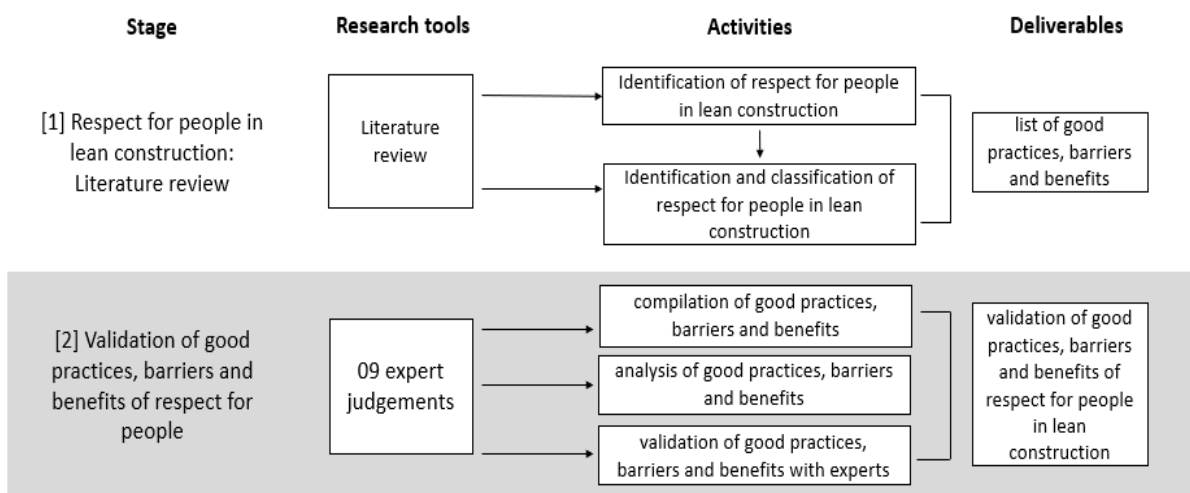 Stage
Research tools
Activities
Deliverables
[1] Respect for people in
lean construction:
Literature review
Literature
review
Identification of respect for people
in lean construction
Identification and classification of
respect for people in lean
construction
list of good
practices, barriers
and benefits
[2] Validation of good
practices, barriers and
benefits of respect for
people
09 expert
judgements
compilation of good practices,
barriers and benefits
analysis of good practices, barriers
and benefits
validation of good practices,
barriers and benefits with experts
validation of good
practices, barriers
and benefits of
respect for people
in lean
construction